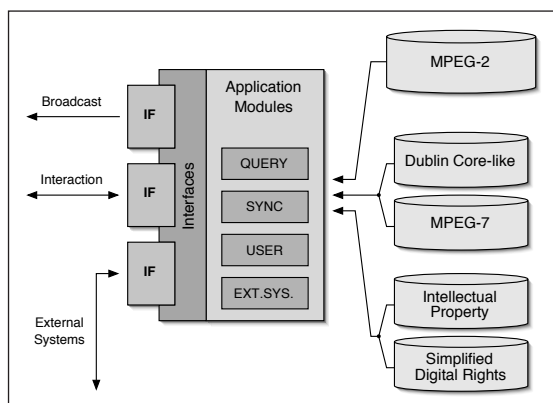 Broadcast
Interaction
External
Systems
IF
IF
IF
Interfaces
Application
Modules
QUERY
SYNC
USER
EXT.SYS.
MPEG-2
Dublin Core-like
MPEG-7
Intellectual
Property
Simplified
Digital Rights